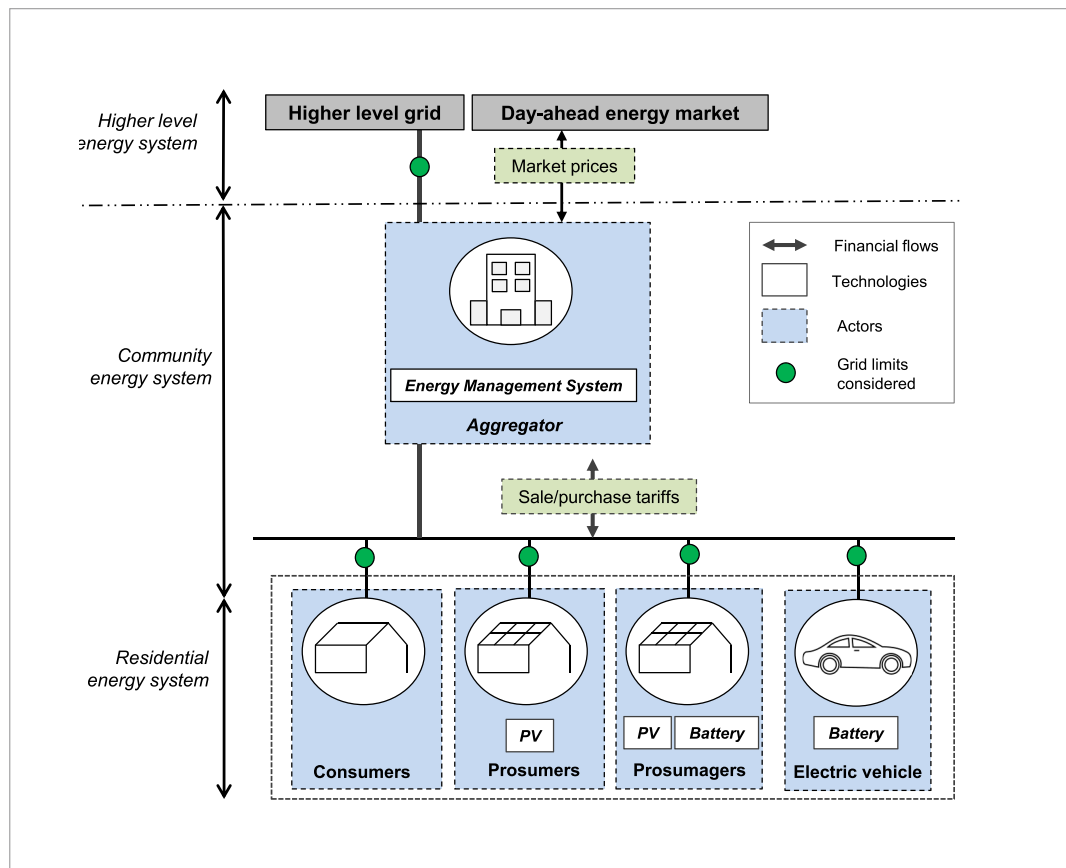 Higher level grid
Day-ahead energy market
Higher level
energy system
Market prices
Financial flows
Technologies
Actors
Grid limits
considered
Community
energy system
Energy Management System
Aggregator
Sale/purchase tariffs
Residential
energy system
PV
PV
Battery
Battery
Consumers
Prosumers
Prosumagers
Electric vehicle